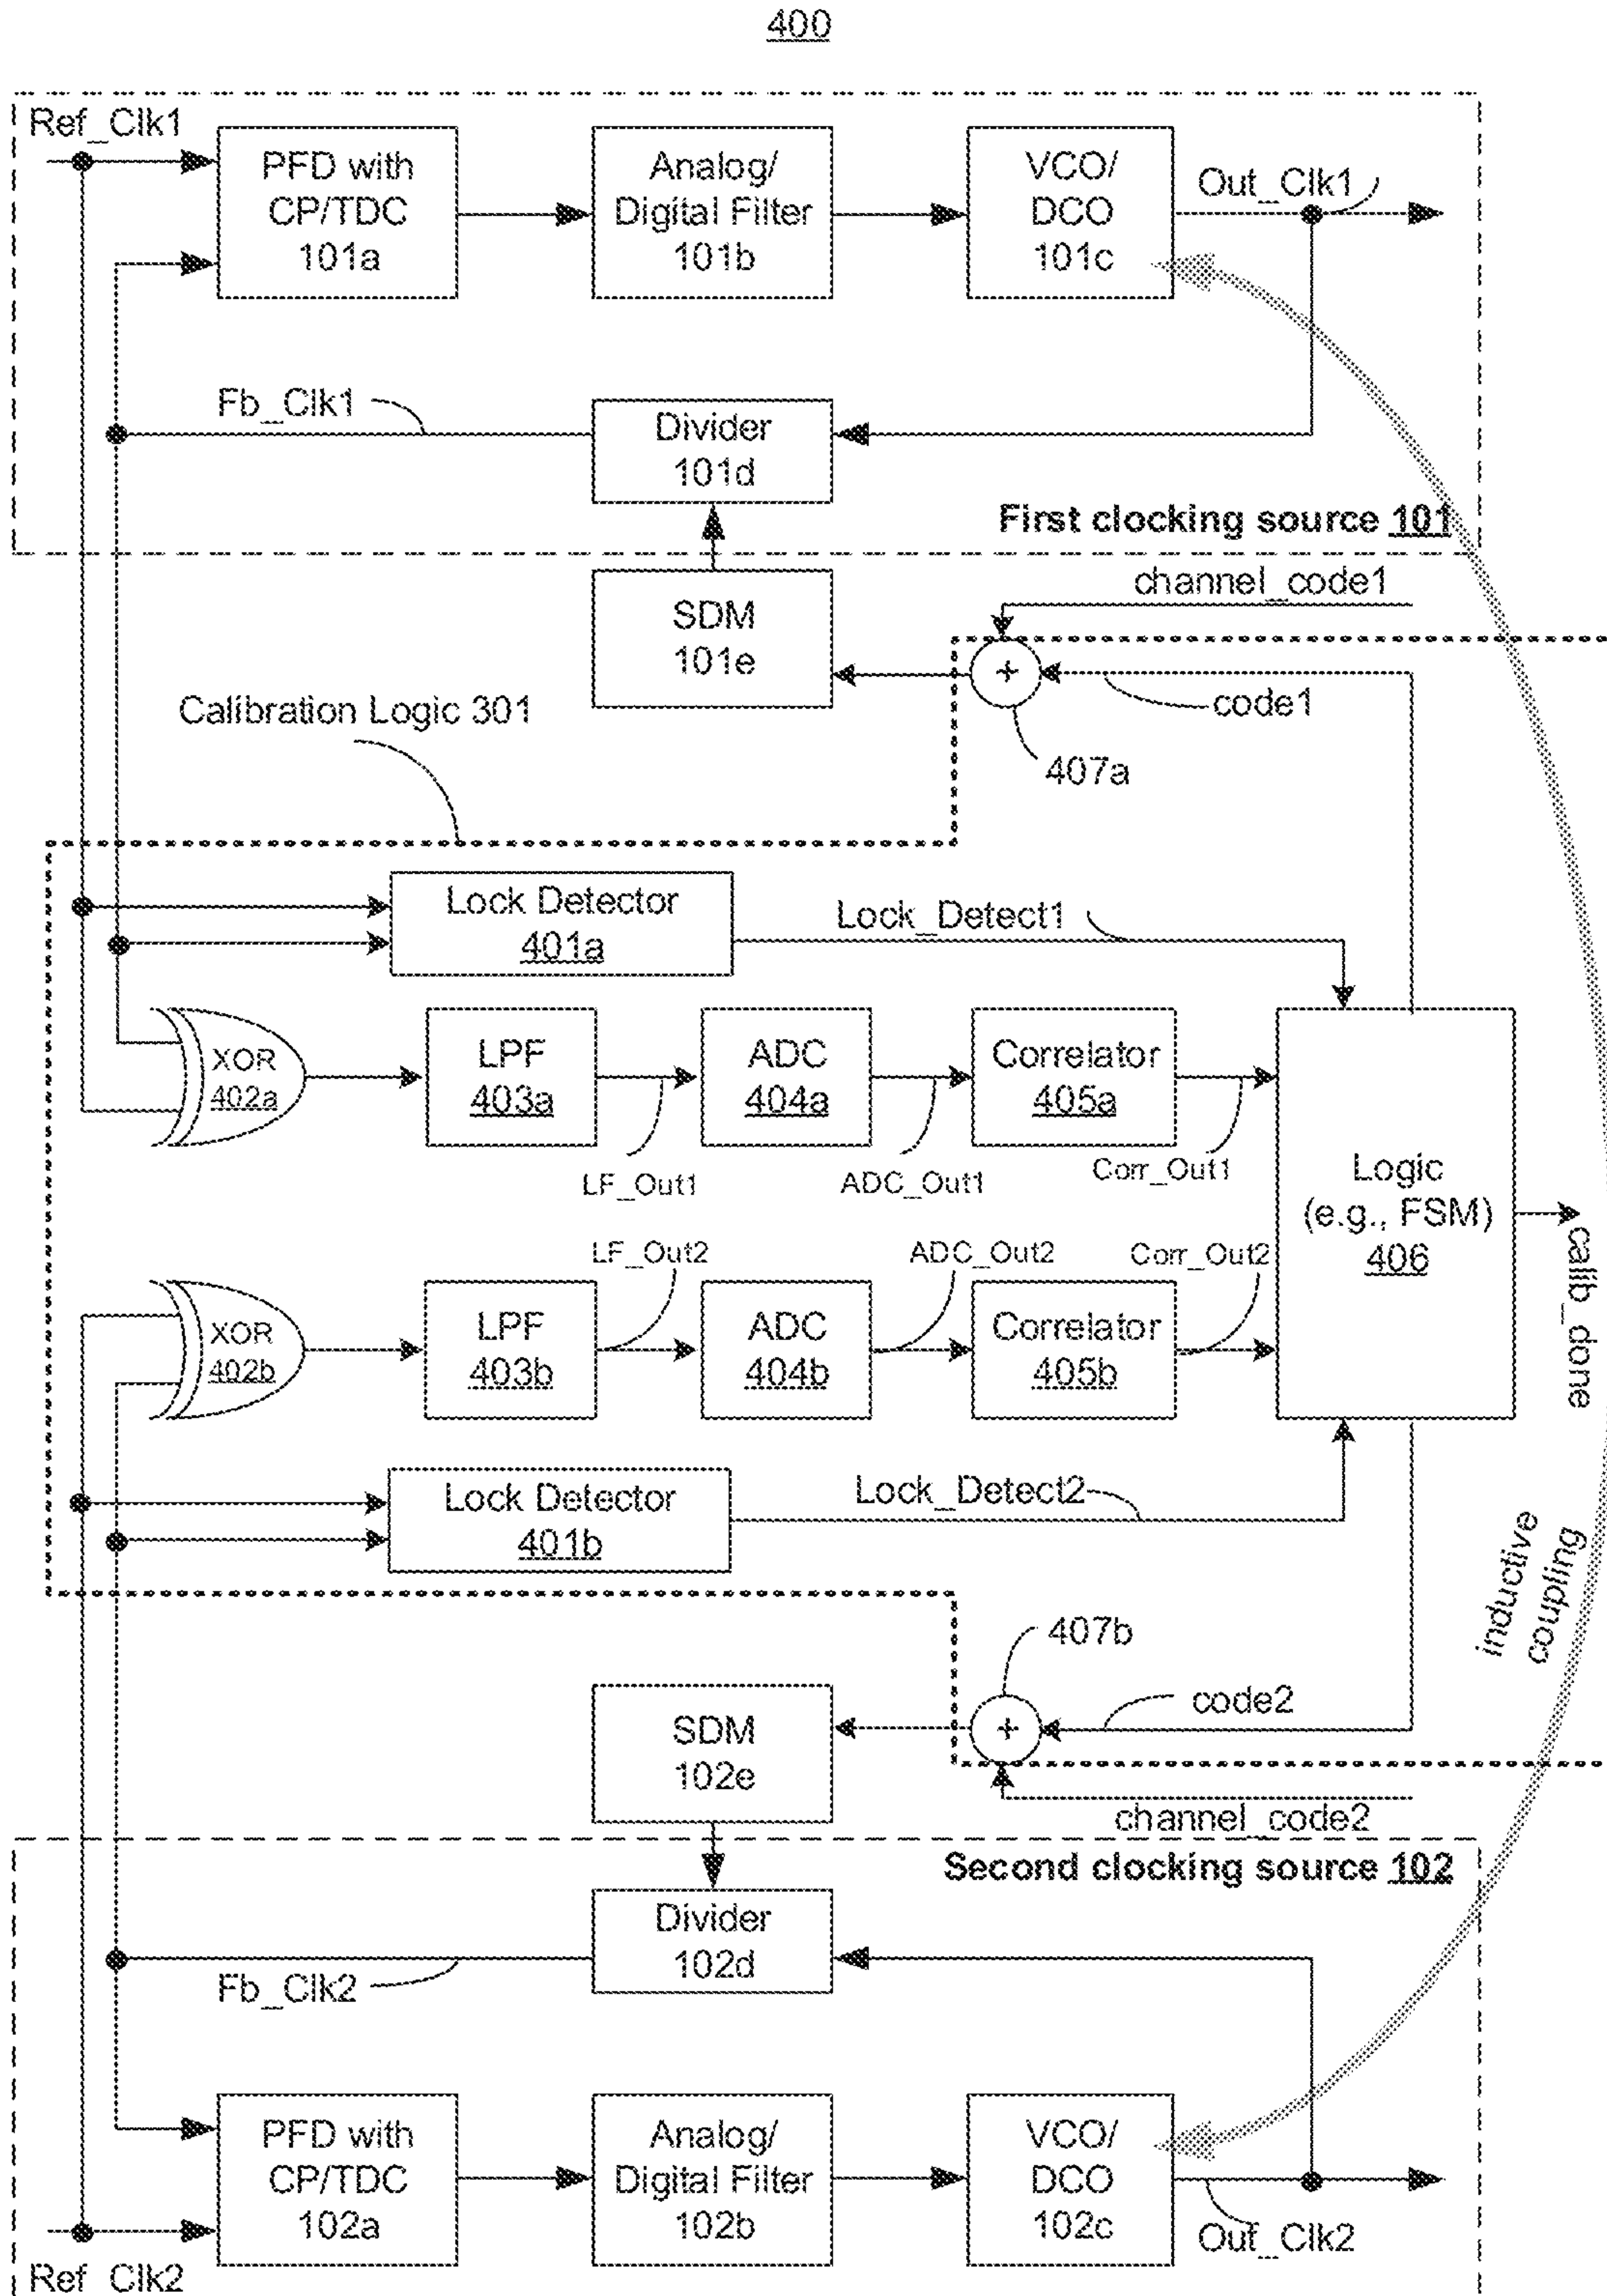 400
Ref_Clk1
PFD with
CP/TDC
101a
Analog/
Digital Filter
101b
VCO/
DCO
101c
Out_Clk1
Fb_Clk1
Divider
101d
First clocking source 101
channel_code1
SDM
101e
+
code1
407a
Calibration Logic 301
Lock Detector
401a
Lock_Detect1
XOR
402a
LPF
403a
ADC
404a
Correlator
405a
LF_Out1
ADC_Out1
Corr_Out1
Logic
(e.g., FSM)
406
calib_done
LF_Out2
ADC_Out2
Corr_Out2
XOR
402b
LPF
403b
ADC
404b
Correlator
405b
Lock Detector
401b
Lock_Detect2
inductive
coupling
407b
SDM
102e
+
code2
channel_code2
Second clocking source 102
Divider
102d
Fb_Clk2
PFD with
CP/TDC
102a
Analog/
Digital Filter
102b
VCO/
DCO
102c
Out_Clk2
Ref_Clk2